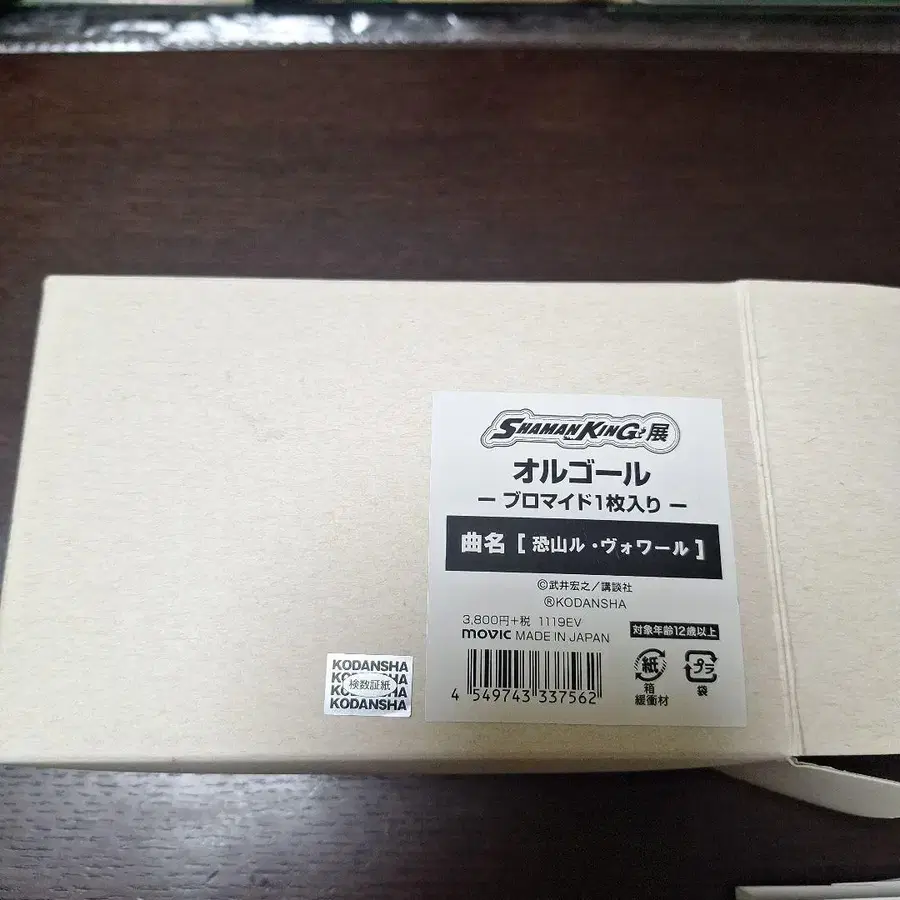 SHAMAN KING展
オルゴール
ー ブロマイド1枚入り ー
曲名 [ 恐山ル・ヴォワール ]
©武井宏之／講談社
®KODANSHA
3,800円+税 1119EV
movic MADE IN JAPAN
対象年齢12歳以上
4 549743 337562
紙
箱
緩衝材
プラ
袋
KODANSHA
検数証紙
KODANSHA